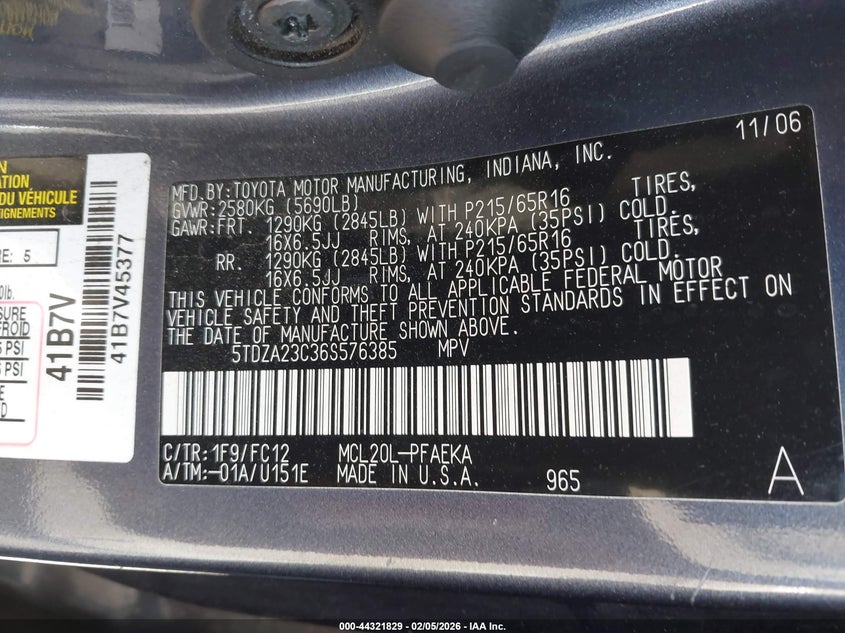 11/06
MFD.BY:TOYOTA MOTOR MANUFACTURING, INDIANA, INC.
GVWR:2580KG (5690LB)
GAWR:FRT. 1290KG (2845LB) WITH P215/65R16 TIRES,
16X6.5JJ RIMS, AT 240KPA (35PSI) COLD.
RR. 1290KG (2845LB) WITH P215/65R16 TIRES,
16X6.5JJ RIMS, AT 240KPA (35PSI) COLD.
THIS VEHICLE CONFORMS TO ALL APPLICABLE FEDERAL MOTOR
VEHICLE SAFETY AND THEFT PREVENTION STANDARDS IN EFFECT ON
THE DATE OF MANUFACTURE SHOWN ABOVE.
5TDZA23C36S576385 MPV
C/TR:1F9/FC12 MCL20L-PFAEKA
A/TM:-01A/U151E MADE IN U.S.A. 965 A
DU VÉHICULE
41B7V
41B7V45377
000-44321829 - 02/05/2026 - IAA Inc.